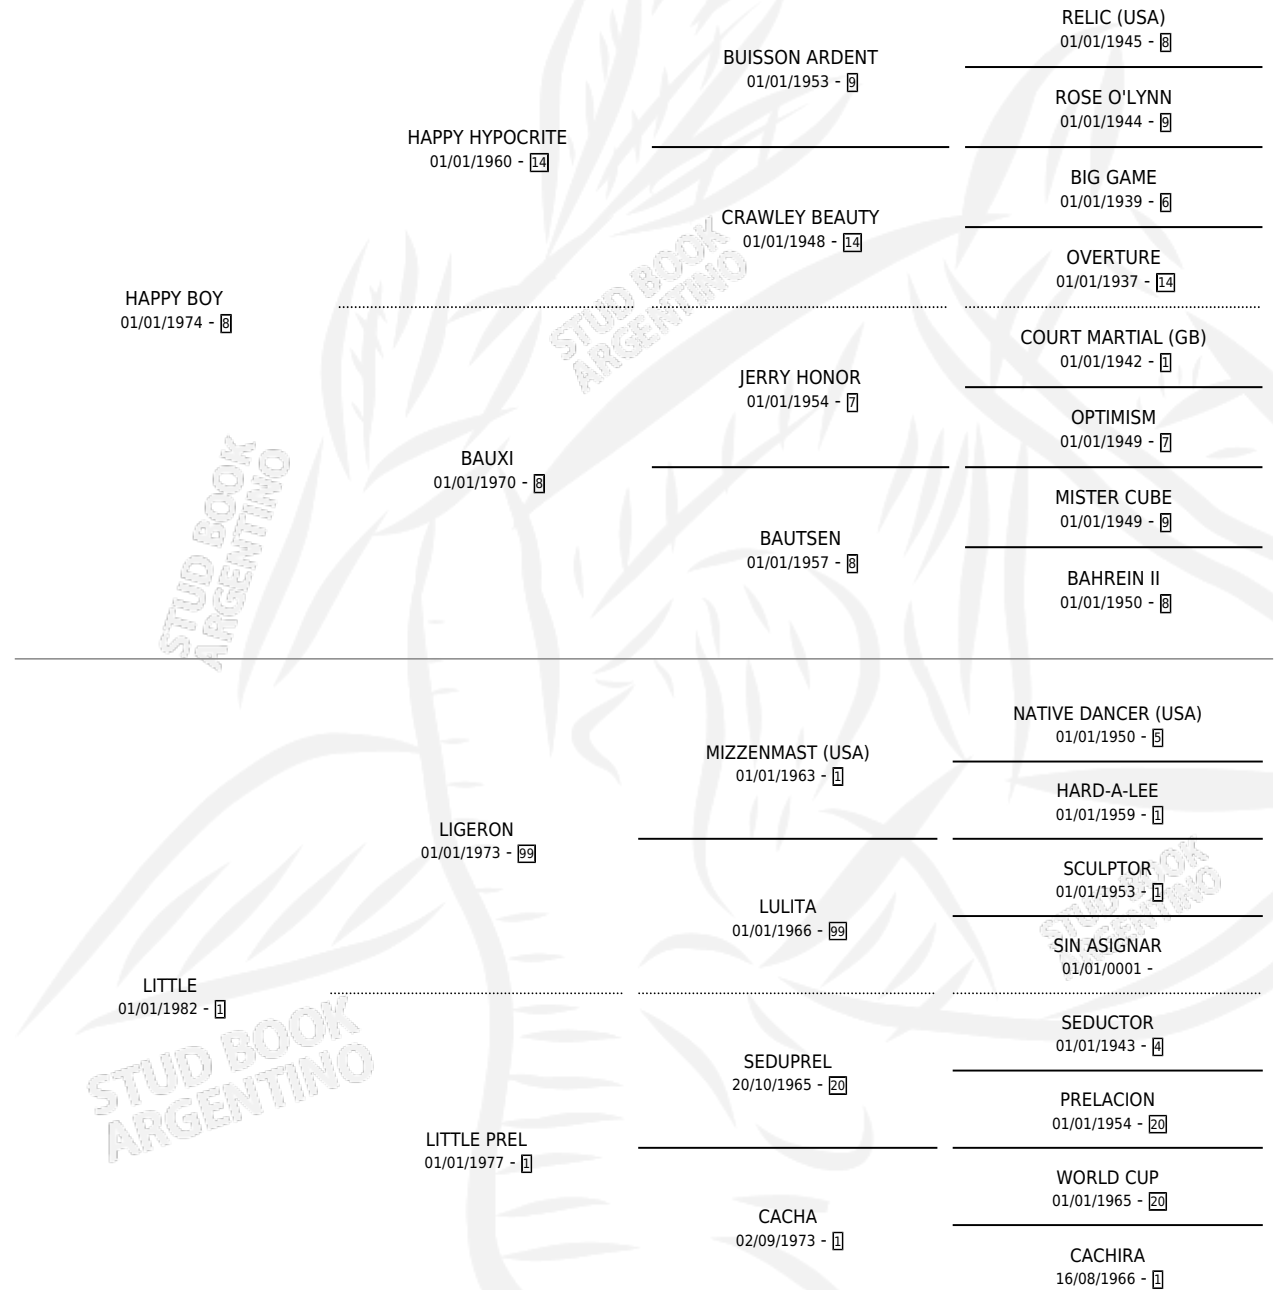 RELIC (USA)
01/01/1945 - 8
BUISSON ARDENT
01/01/1953 - 9
ROSE O'LYNN
01/01/1944 - 9
HAPPY HYPOCRITE
01/01/1960 - 14
BIG GAME
01/01/1939 - 6
CRAWLEY BEAUTY
01/01/1948 - 14
OVERTURE
01/01/1937 - 14
HAPPY BOY
01/01/1974 - 8
STUD BOOK
ARGENTINO
COURT MARTIAL (GB)
01/01/1942 - 1
JERRY HONOR
01/01/1954 - 7
OPTIMISM
01/01/1949 - 7
BAUXI
01/01/1970 - 8
MISTER CUBE
01/01/1949 - 9
BAUTSEN
01/01/1957 - 8
BAHREIN II
01/01/1950 - 8
STUD BOOK
ARGENTINO
NATIVE DANCER (USA)
01/01/1950 - 5
MIZZENMAST (USA)
01/01/1963 - 1
HARD-A-LEE
01/01/1959 - 1
LIGERON
01/01/1973 - 99
SCULPTOR
01/01/1953 - 1
LULITA
01/01/1966 - 99
STUD BOOK
ARGENTINO
SIN ASIGNAR
01/01/0001 -
LITTLE
01/01/1982 - 1
SEDUCTOR
01/01/1943 - 4
SEDUPREL
20/10/1965 - 20
STUD BOOK
ARGENTINO
PRELACION
01/01/1954 - 20
LITTLE PREL
01/01/1977 - 1
WORLD CUP
01/01/1965 - 20
CACHA
02/09/1973 - 1
CACHIRA
16/08/1966 - 1